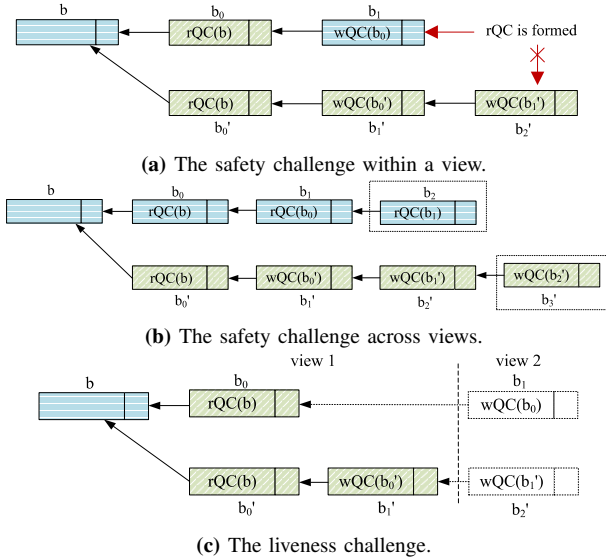 b
b₀
b₁
rQC(b)
wQC(b₀)
rQC is formed
rQC(b)
wQC(b₀')
wQC(b₁')
b₀'
b₁'
b₂'
(a) The safety challenge within a view.
b
b₀
b₁
b₂
rQC(b)
rQC(b₀)
rQC(b₁)
rQC(b)
wQC(b₀')
wQC(b₁')
wQC(b₂')
b₀'
b₁'
b₂'
b₃'
(b) The safety challenge across views.
view 1
view 2
b
b₀
b₁
rQC(b)
wQC(b₀)
rQC(b)
wQC(b₀')
wQC(b₁')
b₀'
b₁'
b₂'
(c) The liveness challenge.